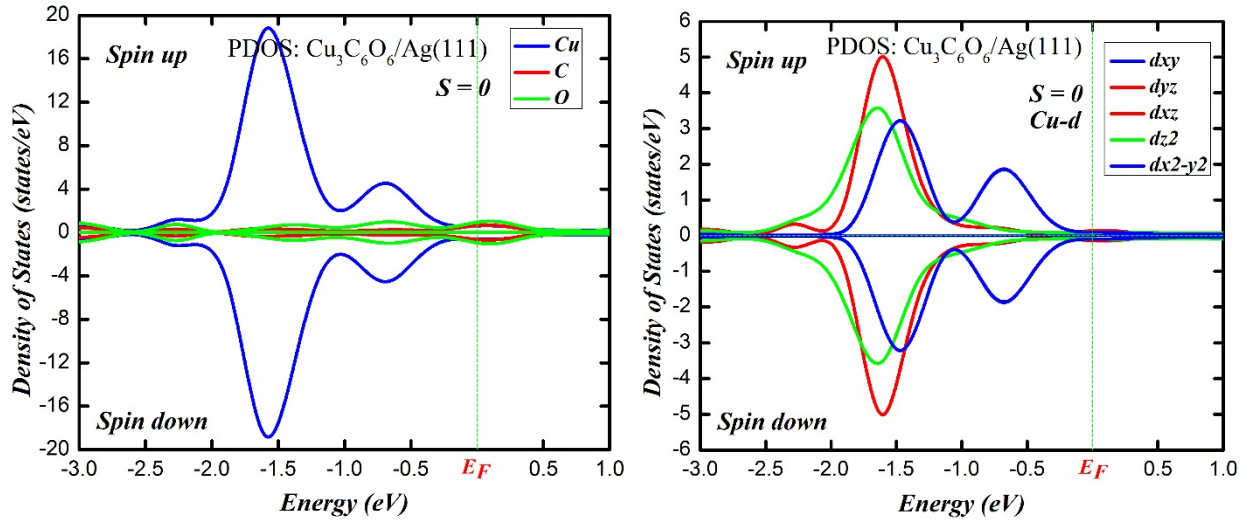 PDOS: Cu₃C₆O₆/Ag(111)
Spin up
S = 0
Cu
C
O
20
16
12
8
4
0
-4
-8
-12
-16
-20
Density of States (states/eV)
Spin down
-3.0 -2.5 -2.0 -1.5 -1.0 -0.5 E_F 0.5 1.0
Energy (eV)
PDOS: Cu₃C₆O₆/Ag(111)
Spin up
S = 0
Cu-d
dxy
dyz
dxz
dz2
dx2-y2
6
5
4
3
2
1
0
-1
-2
-3
-4
-5
-6
Density of States (states/eV)
Spin down
-3.0 -2.5 -2.0 -1.5 -1.0 -0.5 E_F 0.5 1.0
Energy (eV)